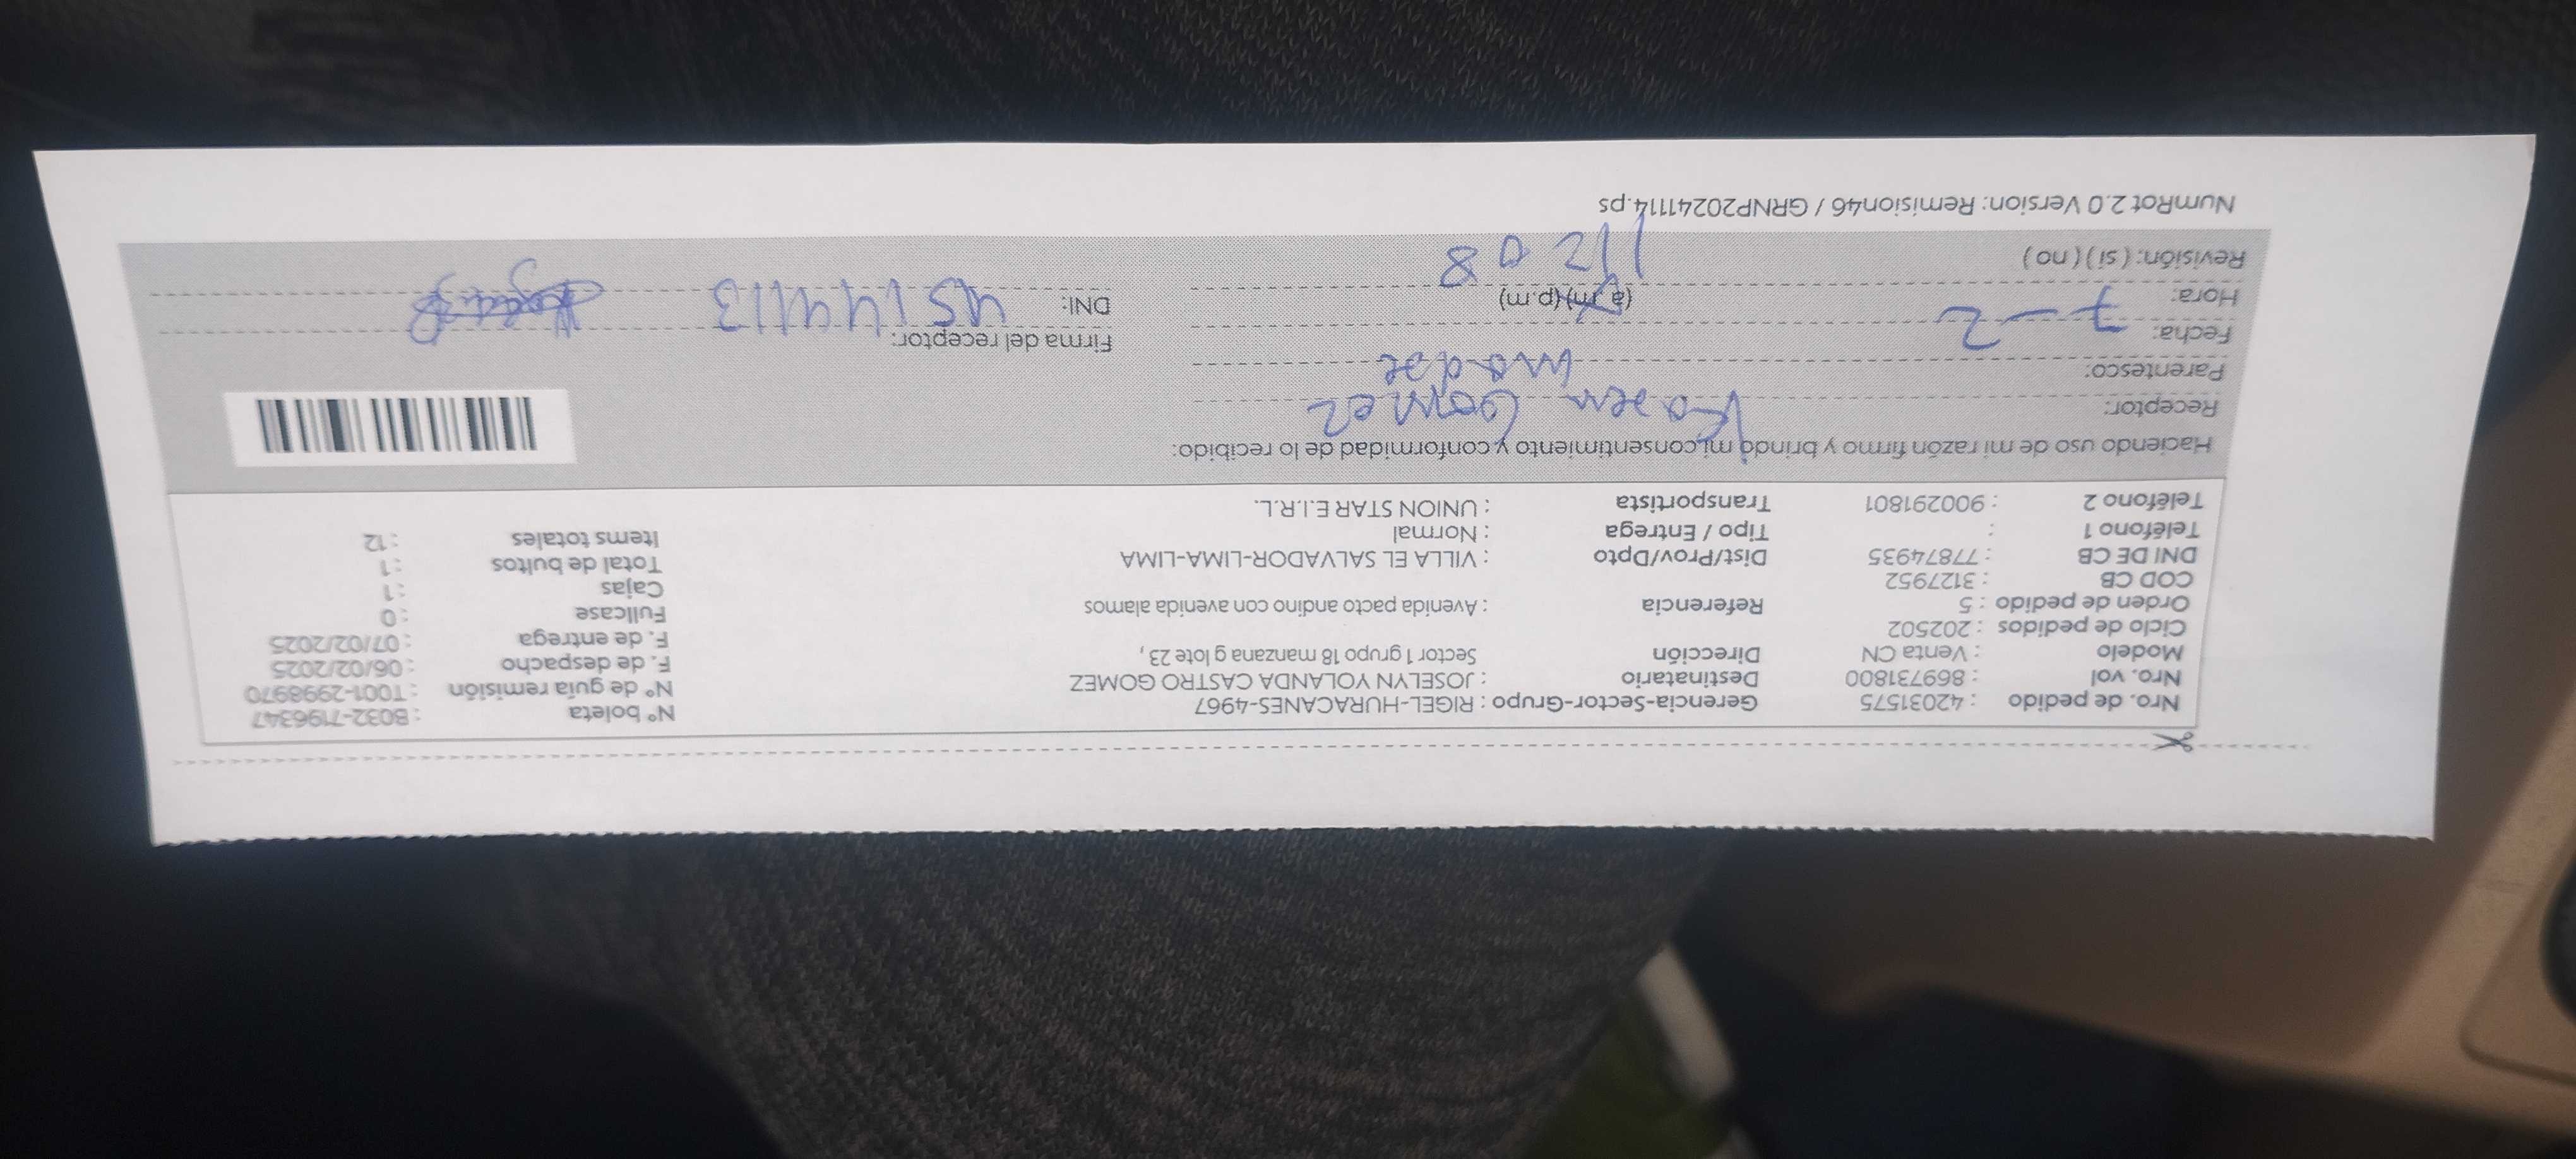 Nro. de pedido : 42031575 Gerencia-Sector-Grupo : RIGEL-HURACANES-4967 N° boleta : B032-7196347
Nro. vol : 869731800 Destinatario : JOSELYN YOLANDA CASTRO GOMEZ N° de guía remisión : T001-2998970
Modelo : Venta CN Dirección Sector 1 grupo 18 manzana g lote 23, F. de despacho : 06/02/2025
Ciclo de pedidos : 202502 F. de entrega : 07/02/2025
Orden de pedido : 5 Referencia : Avenida pacto andino con avenida alamos Fullcase : 0
COD CB : 3127952 Cajas : 1
DNI DE CB : 77874935 Dist/Prov/Dpto : VILLA EL SALVADOR-LIMA-LIMA Total de bultos : 1
Teléfono 1 : Tipo / Entrega : Normal Items totales : 12
Teléfono 2 : 900291801 Transportista : UNION STAR E.I.R.L.
Haciendo uso de mi razón firmo y brindo mi consentimiento y conformidad de lo recibido:
Receptor: Karen Gomez
Parentesco: madre
Fecha: 7-2 Firma del receptor:
Hora: (a.m) (p.m) DNI: 45144113
Revisión: ( si ) ( no ) 12 08
NumRot 2.0 Version: Remision46 / GRNP20241114.ps